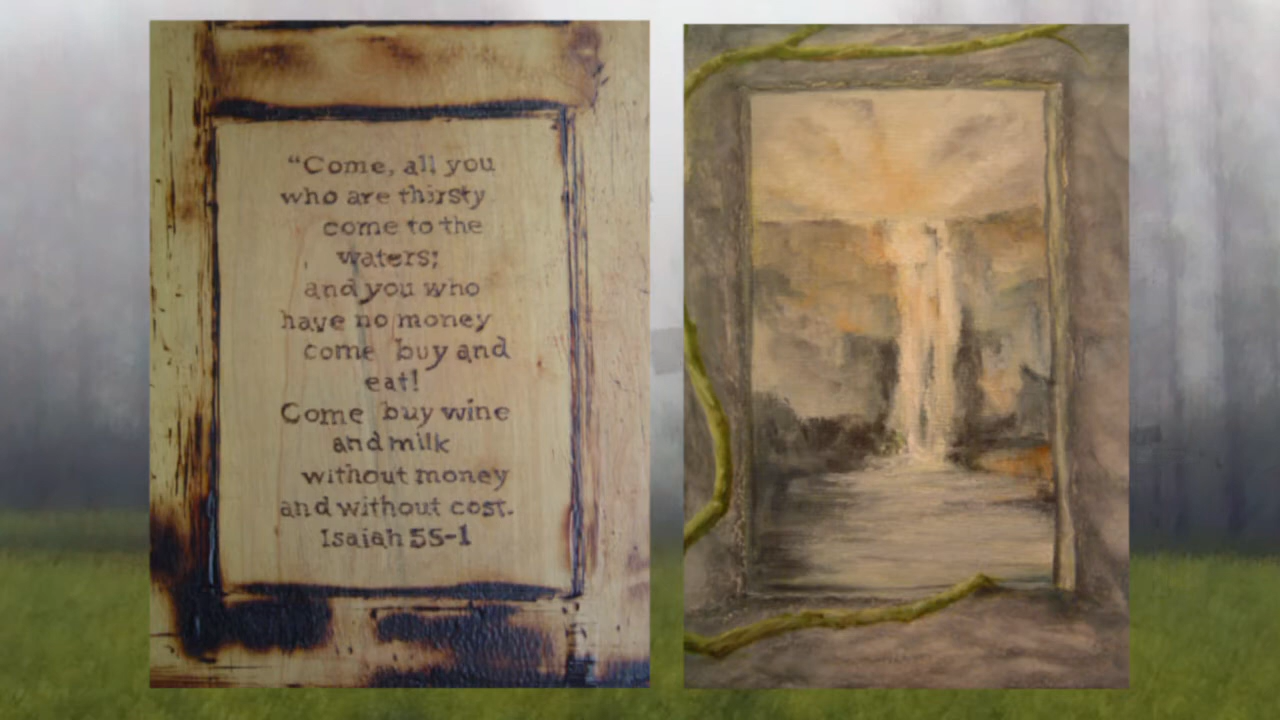 “Come, all you
who are thirsty
come to the
waters;
and you who
have no money
come buy and
eat!
Come buy wine
and milk
without money
and without cost.
Isaiah 55-1